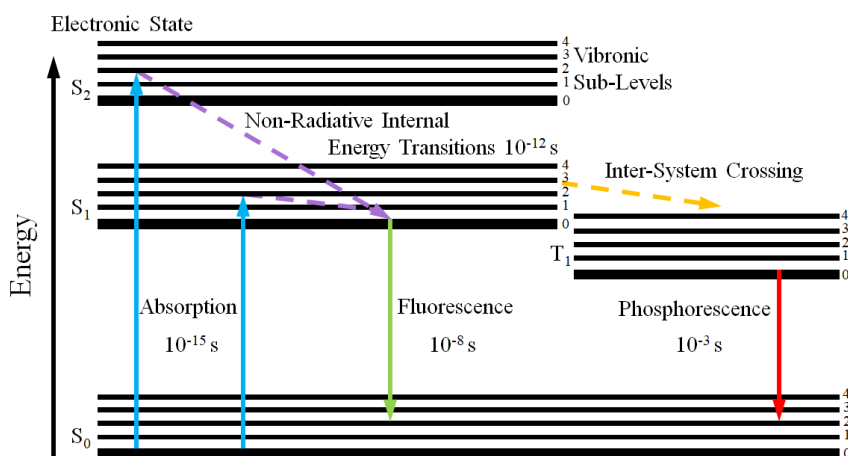 Electronic State
4
3 Vibronic
2
1 Sub-Levels
0
S₂
Non-Radiative Internal
Energy Transitions 10⁻¹² s
4
3
2
1
0
S₁
Inter-System Crossing
4
3
2
1
0
T₁
Energy
Absorption
10⁻¹⁵ s
Fluorescence
10⁻⁸ s
Phosphorescence
10⁻³ s
4
3
2
1
0
S₀